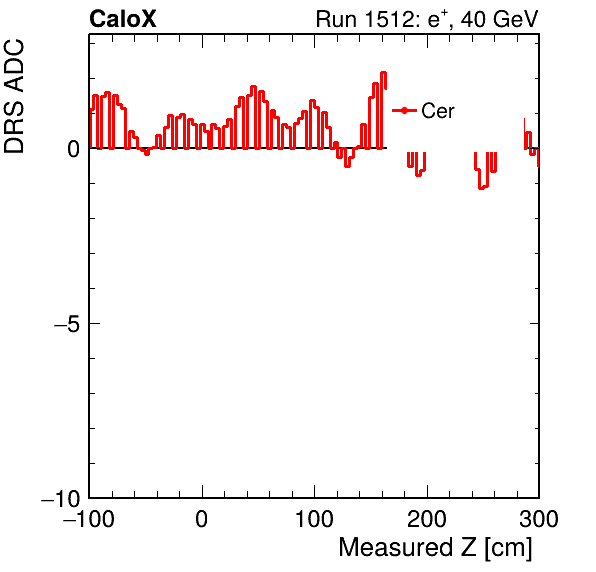 CaloX Run 1512: e⁺, 40 GeV
DRS ADC
Cer
0
−5
−10
−100 0 100 200 300
Measured Z [cm]